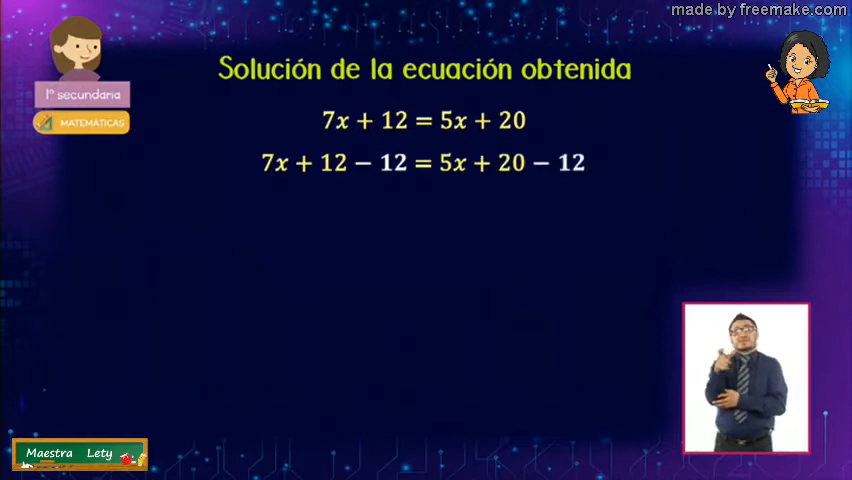 made by freemake.com
Solución de la ecuación obtenida
1° secundaria
MATEMÁTICAS
7x + 12 = 5x + 20
7x + 12 − 12 = 5x + 20 − 12
Maestra Lety